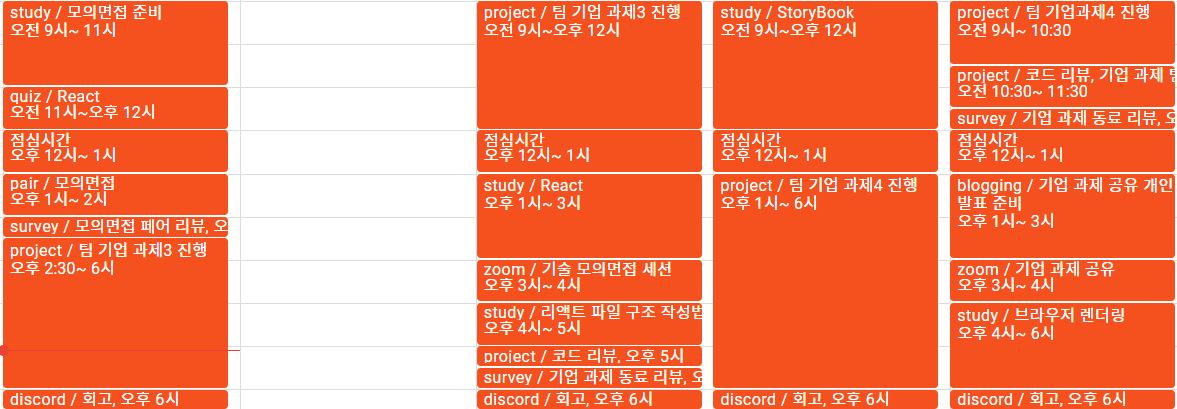 study / 모의면접 준비
오전 9시~ 11시
quiz / React
오전 11시~오후 12시
점심시간
오후 12시~ 1시
pair / 모의면접
오후 1시~ 2시
survey / 모의면접 페어 리뷰, 오
project / 팀 기업 과제3 진행
오후 2:30~ 6시
discord / 회고, 오후 6시
project / 팀 기업 과제3 진행
오전 9시~오후 12시
점심시간
오후 12시~ 1시
study / React
오후 1시~ 3시
zoom / 기술 모의면접 세션
오후 3시~ 4시
study / 리액트 파일 구조 작성법
오후 4시~ 5시
project / 코드 리뷰, 오후 5시
survey / 기업 과제 동료 리뷰, 오
discord / 회고, 오후 6시
study / StoryBook
오전 9시~오후 12시
점심시간
오후 12시~ 1시
project / 팀 기업 과제4 진행
오후 1시~ 6시
discord / 회고, 오후 6시
project / 팀 기업과제4 진행
오전 9시~ 10:30
project / 코드 리뷰, 기업 과제
오전 10:30~ 11:30
survey / 기업 과제 동료 리뷰, 오
점심시간
오후 12시~ 1시
blogging / 기업 과제 공유 개인
발표 준비
오후 1시~ 3시
zoom / 기업 과제 공유
오후 3시~ 4시
study / 브라우저 렌더링
오후 4시~ 6시
discord / 회고, 오후 6시